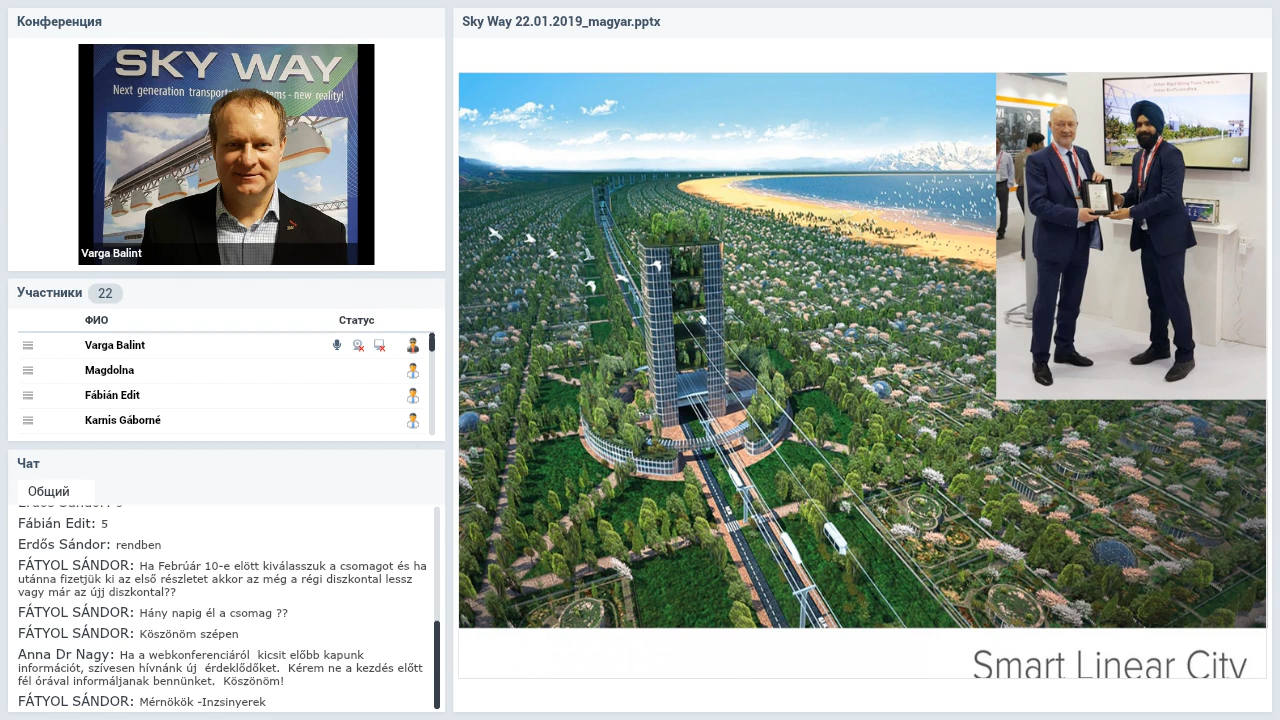 Конференция
SKY WAY
Next generation
new reality!
Varga Balint
Участники 22
ФИО Статус
Varga Balint
Magdolna
Fábián Edit
Karnis Gáborné
Чат
Общий
Fábián Edit: 5
Erdős Sándor: rendben
FÁTYOL SÁNDOR: Ha Február 10-e elött kiválasszuk a csomagot és ha
utánna fizetjük ki az első részletet akkor az még a régi diszkontal lessz
vagy már az újj diszkontal??
FÁTYOL SÁNDOR: Hány napig él a csomag ??
FÁTYOL SÁNDOR: Köszönöm szépen
Anna Dr Nagy: Ha a webkonferenciáról kicsit előbb kapunk
információt, szívesen hívnánk új érdeklődőket. Kérem ne a kezdés előtt
fél órával informáljanak bennünket. Köszönöm!
FÁTYOL SÁNDOR: Mérnökök -Inzsinyerek
Sky Way 22.01.2019_magyar.pptx
Smart Linear City